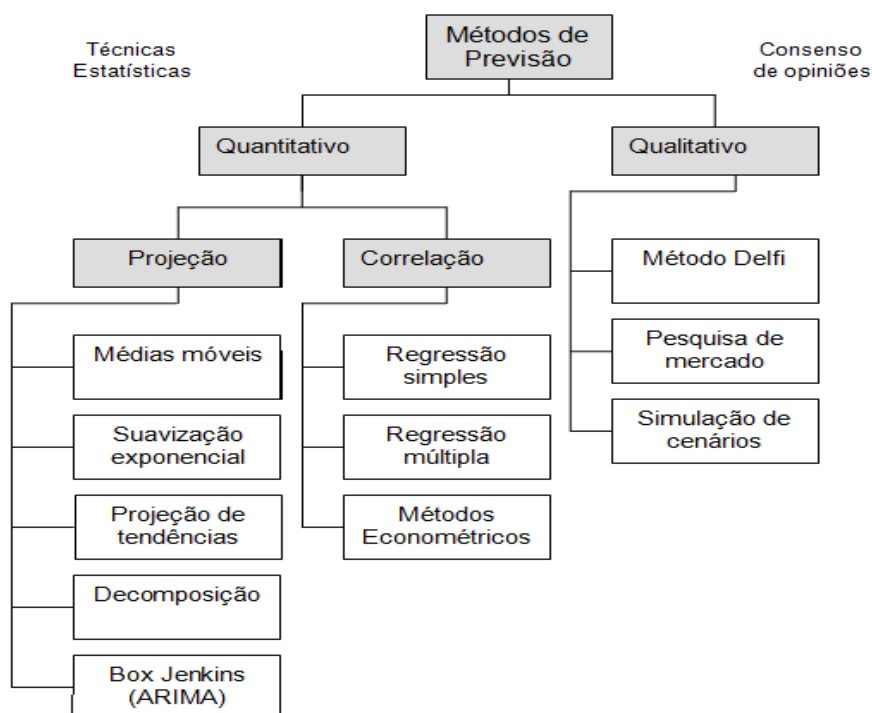 Técnicas
Estatísticas
Métodos de
Previsão
Consenso
de opiniões
Quantitativo
Qualitativo
Projeção
Correlação
Método Delfi
Médias móveis
Regressão
simples
Pesquisa de
mercado
Suavização
exponencial
Regressão
múltipla
Simulação de
cenários
Projeção de
tendências
Métodos
Econométricos
Decomposição
Box Jenkins
(ARIMA)